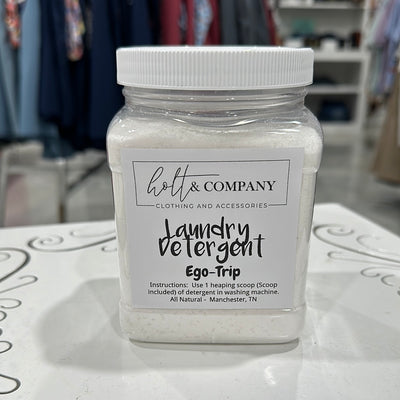 holt & COMPANY
CLOTHING AND ACCESSORIES
Laundry
Detergent
Ego-Trip
Instructions: Use 1 heaping scoop (Scoop
included) of detergent in washing machine.
All Natural - Manchester, TN